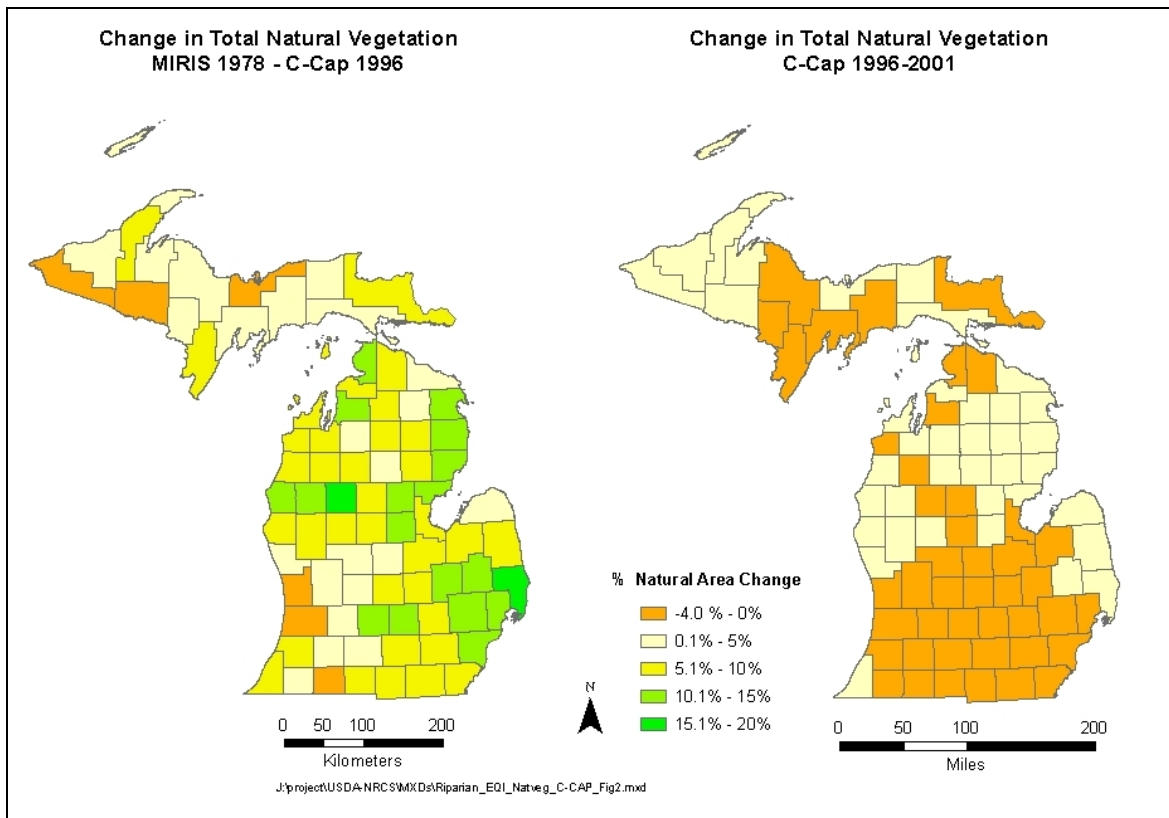 Change in Total Natural Vegetation
MIRIS 1978 - C-Cap 1996
Change in Total Natural Vegetation
C-Cap 1996-2001
% Natural Area Change
-4.0 % - 0%
0.1% - 5%
5.1% - 10%
10.1% - 15%
15.1% - 20%
N
0 50 100 200
Kilometers
0 50 100 200
Miles
J:\project\USDA-NRCS\MXDs\Riparian_EQI_Natveg_C-CAP_Fig2.mxd